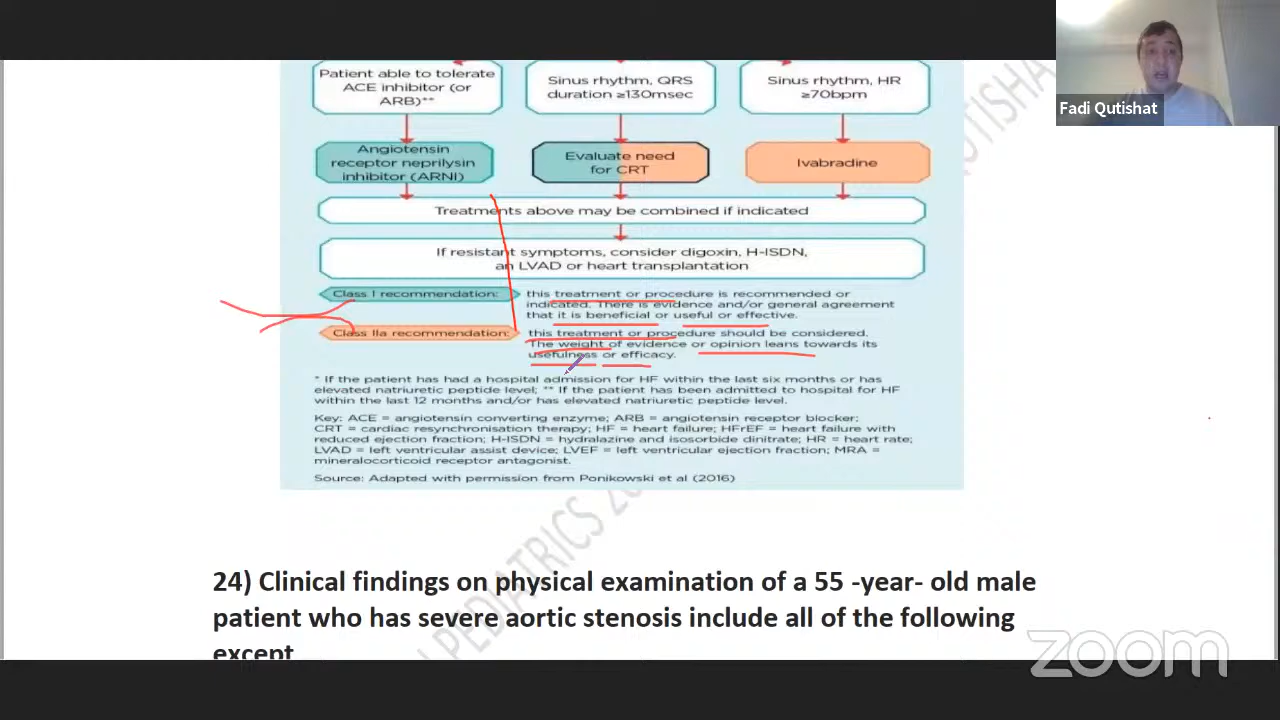 Fadi Qutishat
Patient able to tolerate
ACE inhibitor (or
ARB)**
Sinus rhythm, QRS
duration ≥130msec
Sinus rhythm, HR
≥70bpm
Angiotensin
receptor neprilysin
inhibitor (ARNI)
Evaluate need
for CRT
Ivabradine
Treatments above may be combined if indicated
If resistant symptoms, consider digoxin, H-ISDN,
an LVAD or heart transplantation
Class I recommendation:
this treatment or procedure is recommended or
indicated. There is evidence and/or general agreement
that it is beneficial or useful or effective.
Class IIa recommendation:
this treatment or procedure should be considered.
The weight of evidence or opinion leans towards its
usefulness or efficacy.
* If the patient has had a hospital admission for HF within the last six months or has
elevated natriuretic peptide level; ** If the patient has been admitted to hospital for HF
within the last 12 months and/or has elevated natriuretic peptide level.
Key: ACE = angiotensin converting enzyme; ARB = angiotensin receptor blocker;
CRT = cardiac resynchronisation therapy; HF = heart failure; HFrEF = heart failure with
reduced ejection fraction; H-ISDN = hydralazine and isosorbide dinitrate; HR = heart rate;
LVAD = left ventricular assist device; LVEF = left ventricular ejection fraction; MRA =
mineralocorticoid receptor antagonist.
Source: Adapted with permission from Ponikowski et al (2016)
PEDIATRICS
24) Clinical findings on physical examination of a 55 -year- old male
patient who has severe aortic stenosis include all of the following
except
zoom